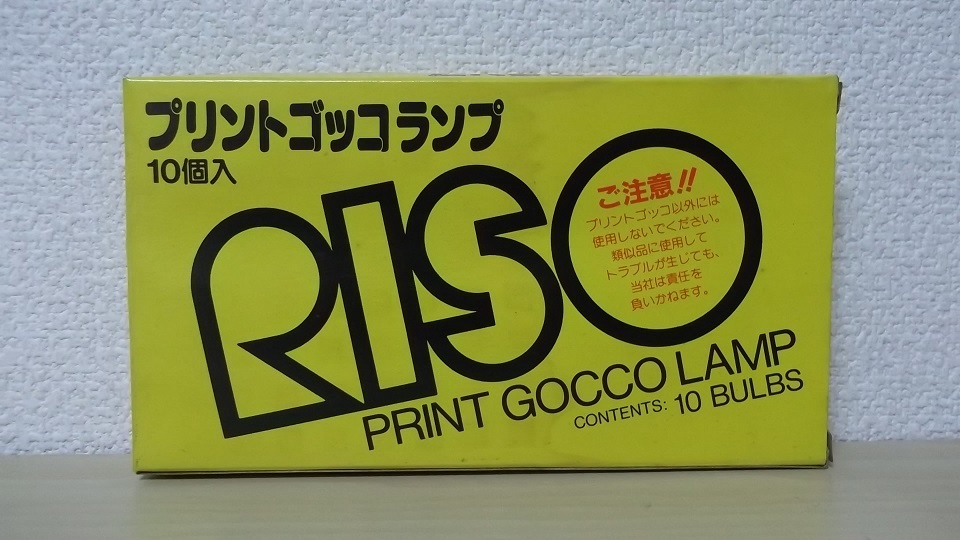 プリントゴッコランプ
10個入
RISO
ご注意!!
プリントゴッコ以外には
使用しないでください。
類似品に使用して
トラブルが生じても、
当社は責任を
負いかねます。
PRINT GOCCO LAMP
CONTENTS: 10 BULBS